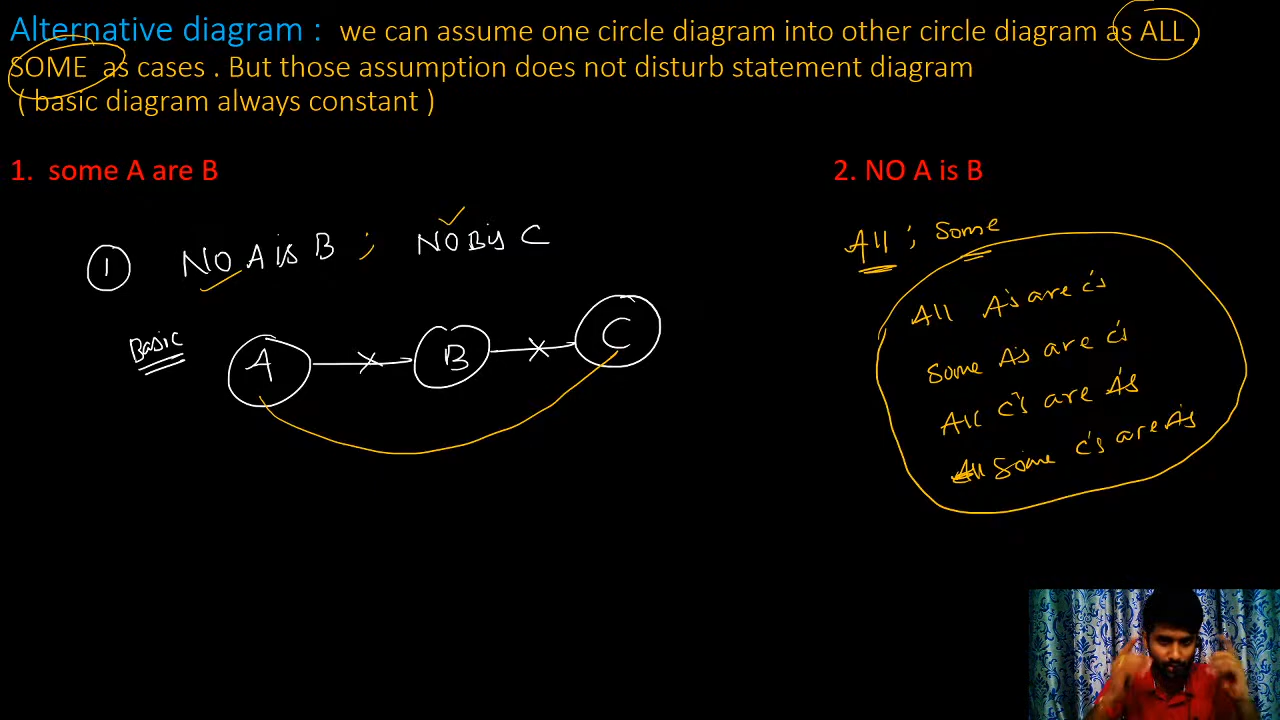 Alternative diagram : we can assume one circle diagram into other circle diagram as ALL ,
SOME as cases . But those assumption does not disturb statement diagram
( basic diagram always constant )
1. some A are B
2. NO A is B
1 NO A is B ; NO B is C
All ; Some
Basic
A B C
All A's are C's
Some A's are C's
All C's are A's
Some C's are A's